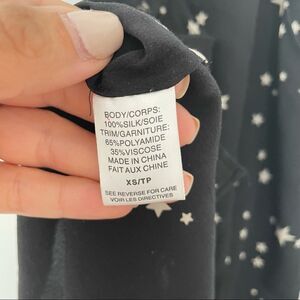 BODY/CORPS:
100%SILK/SOIE
TRIM/GARNITURE:
65%POLYAMIDE
35%VISCOSE
MADE IN CHINA
FAIT AUX CHINE
XS/TP
SEE REVERSE FOR CARE
VOIR LES DIRECTIVES